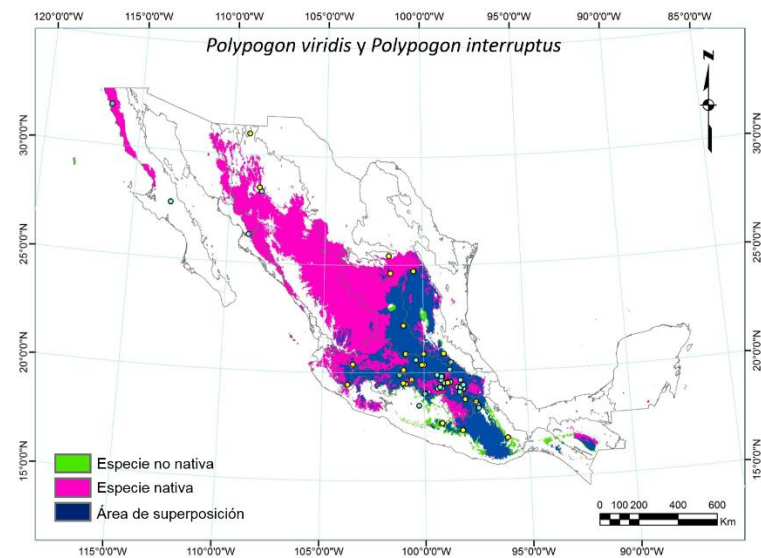 120°0'0"W 115°0'0"W 110°0'0"W 105°0'0"W 100°0'0"W 95°0'0"W 90°0'0"W 85°0'0"W
Polypogon viridis y Polypogon interruptus
N
30°0'0"N 30°0'0"N
25°0'0"N 25°0'0"N
20°0'0"N 20°0'0"N
15°0'0"N 15°0'0"N
Especie no nativa
Especie nativa
Área de superposición
0 100 200 400 600
Km
115°0'0"W 110°0'0"W 105°0'0"W 100°0'0"W 95°0'0"W 90°0'0"W